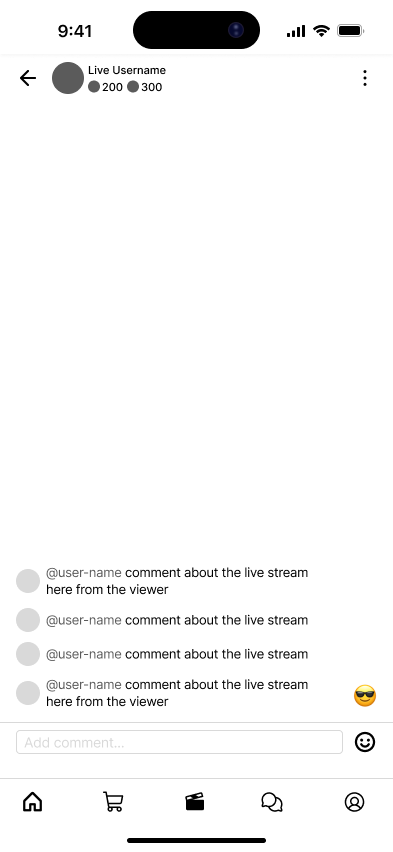 9:41
Live Username
200 300
@user-name comment about the live stream
here from the viewer
@user-name comment about the live stream
@user-name comment about the live stream
@user-name comment about the live stream
here from the viewer
Add comment...